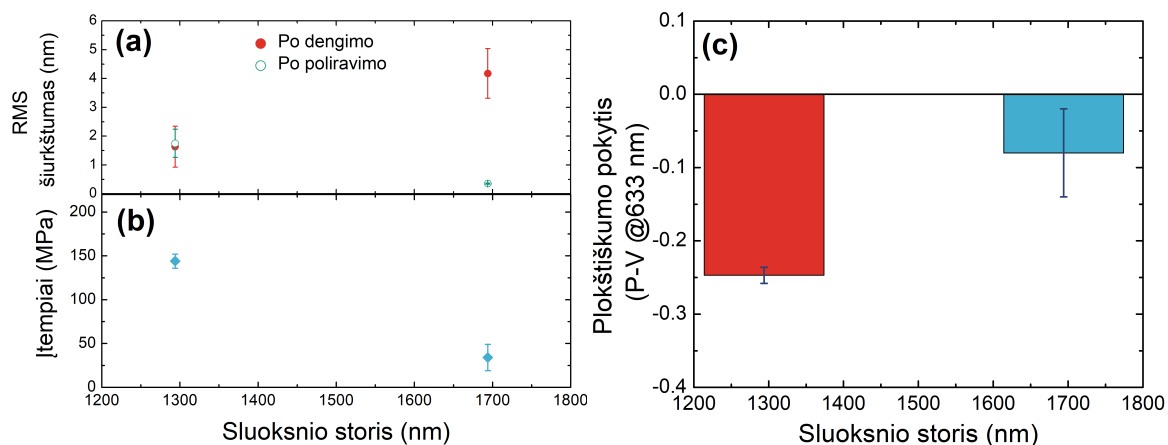 (a)
Po dengimo
Po poliravimo
RMS
šiurkštumas (nm)
6
5
4
3
2
1
0
(b)
Įtempiai (MPa)
200
150
100
50
0
1200 1300 1400 1500 1600 1700 1800
Sluoksnio storis (nm)
(c)
Plokštiškumo pokytis
(P-V @633 nm)
0.1
0.0
-0.1
-0.2
-0.3
-0.4
1200 1300 1400 1500 1600 1700 1800
Sluoksnio storis (nm)